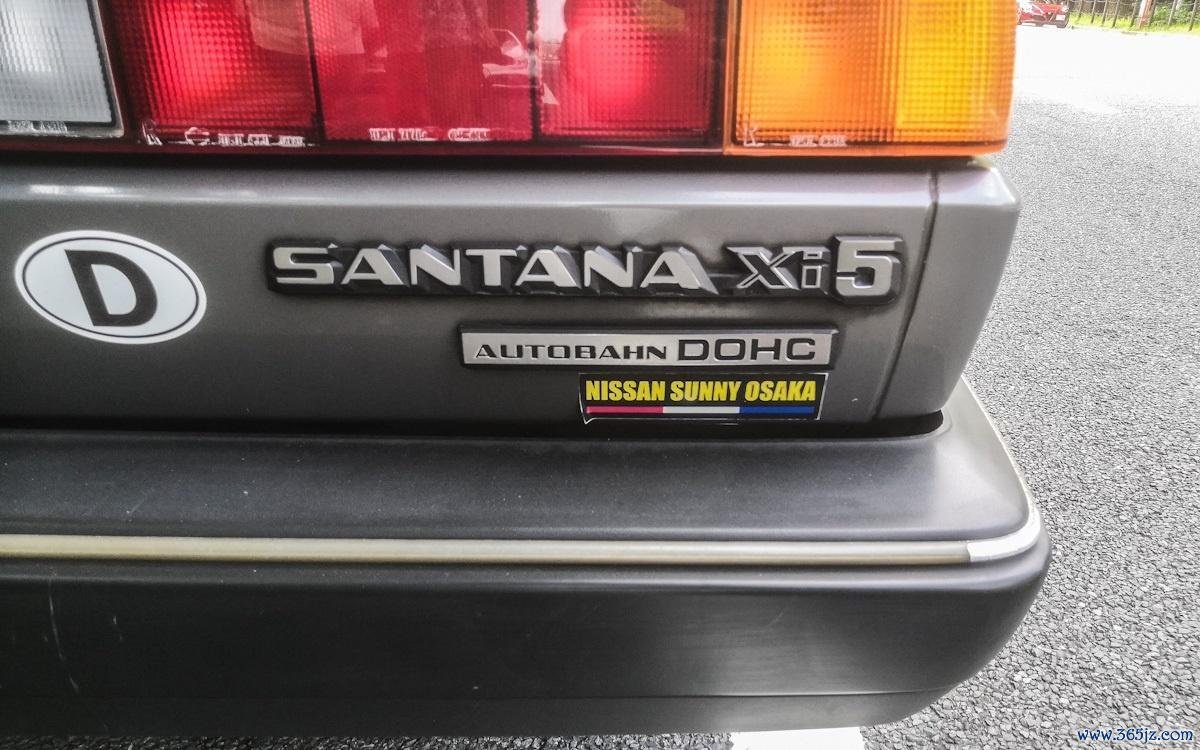 D
SANTANA Xi5
AUTOBAHN DOHC
NISSAN SUNNY OSAKA
www.365jz.com